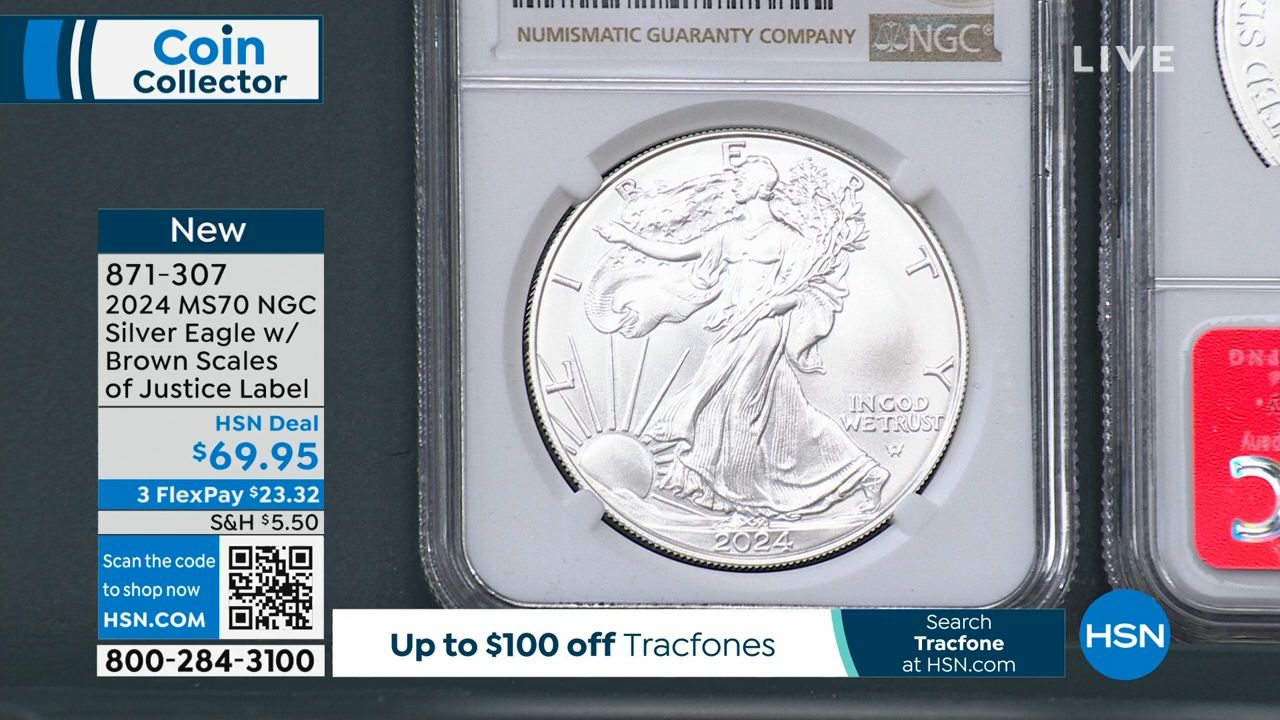 Coin
Collector
NUMISMATIC GUARANTY COMPANY
NGC®
LIVE
New
871-307
2024 MS70 NGC
Silver Eagle w/
Brown Scales
of Justice Label
HSN Deal
$69.95
3 FlexPay $23.32
S&H $5.50
Scan the code
to shop now
HSN.COM
800-284-3100
LIBERTY
IN GOD
WE TRUST
2024
Up to $100 off Tracfones
Search
Tracfone
at HSN.com
HSN